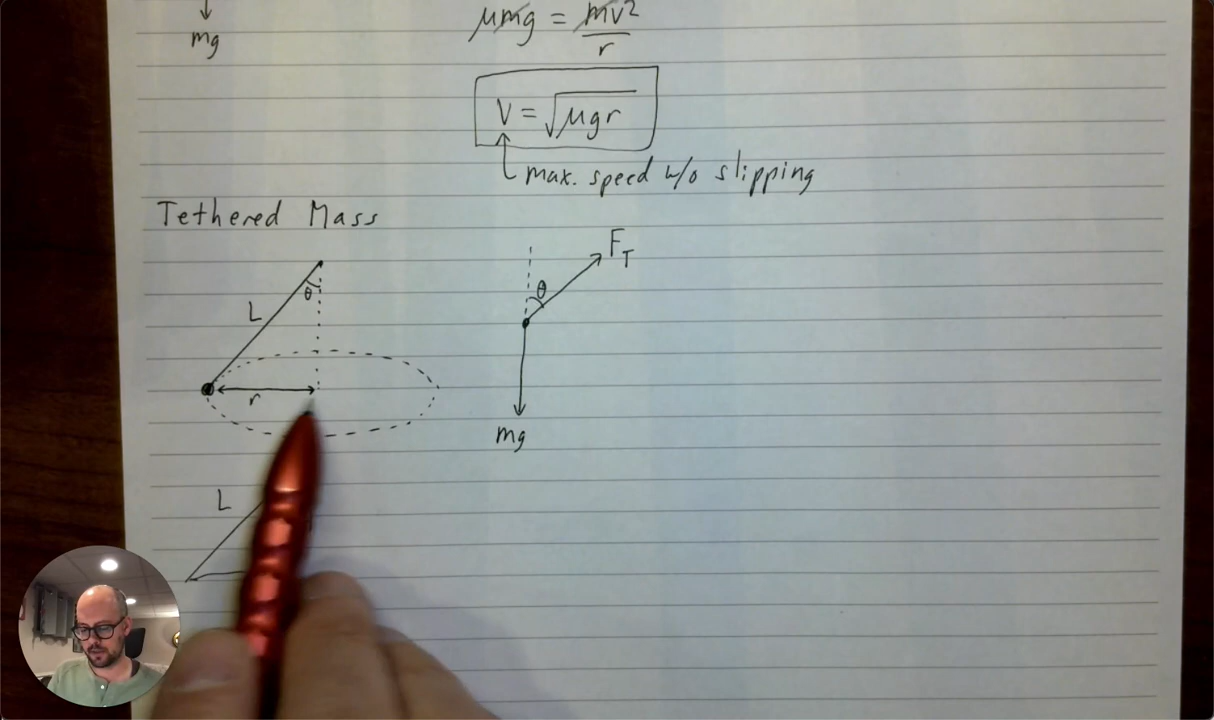 mg
μmg = mv²/r
V = √μgr
max. speed w/o slipping
Tethered Mass
θ
L
r
F_T
θ
mg
L